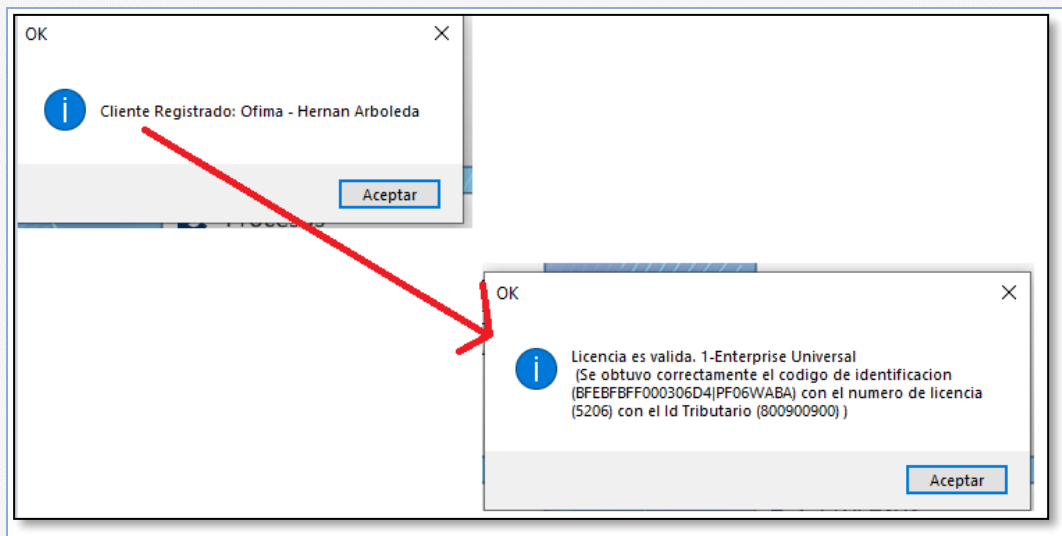 OK
Cliente Registrado: Ofima - Hernan Arboleda
Aceptar
Procesos
OK
Licencia es valida. 1-Enterprise Universal
(Se obtuvo correctamente el codigo de identificacion
(BFEBFBFF000306D4|PF06WABA) con el numero de licencia
(5206) con el Id Tributario (800900900) )
Aceptar